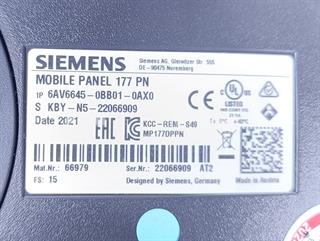 SIEMENS
Siemens AG, Gleiwitzer Str. 555
DE-90475 Nuremberg
MOBILE PANEL 177 PN
1P 6AV6645-0BB01-0AX0
S KBY-N5-22066909
Date 2021
KCC-REM-S49
MP177DPPN
Mat.Nr.: 66979
Ser.Nr.: 22066909 AT2
Made in Austria
FS: 15
Designed by Siemens, Germany